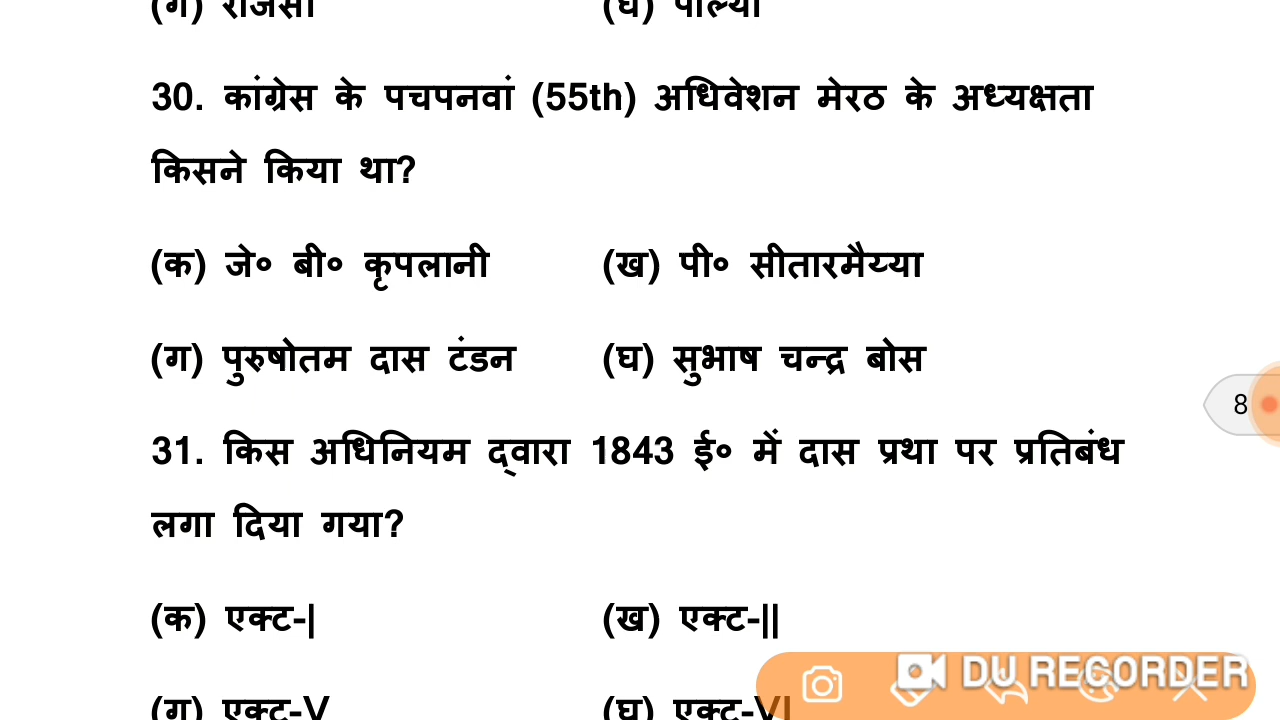 (ग) राजसी (घ) पोल्या
30. कांग्रेस के पचपनवां (55th) अधिवेशन मेरठ के अध्यक्षता
किसने किया था?
(क) जे० बी० कृपलानी (ख) पी० सीतारमैय्या
(ग) पुरुषोतम दास टंडन (घ) सुभाष चन्द्र बोस
8
31. किस अधिनियम द्वारा 1843 ई० में दास प्रथा पर प्रतिबंध
लगा दिया गया?
(क) एक्ट-| (ख) एक्ट-||
DU RECORDER
(ग) एक्ट-V (घ) एक्ट-VI